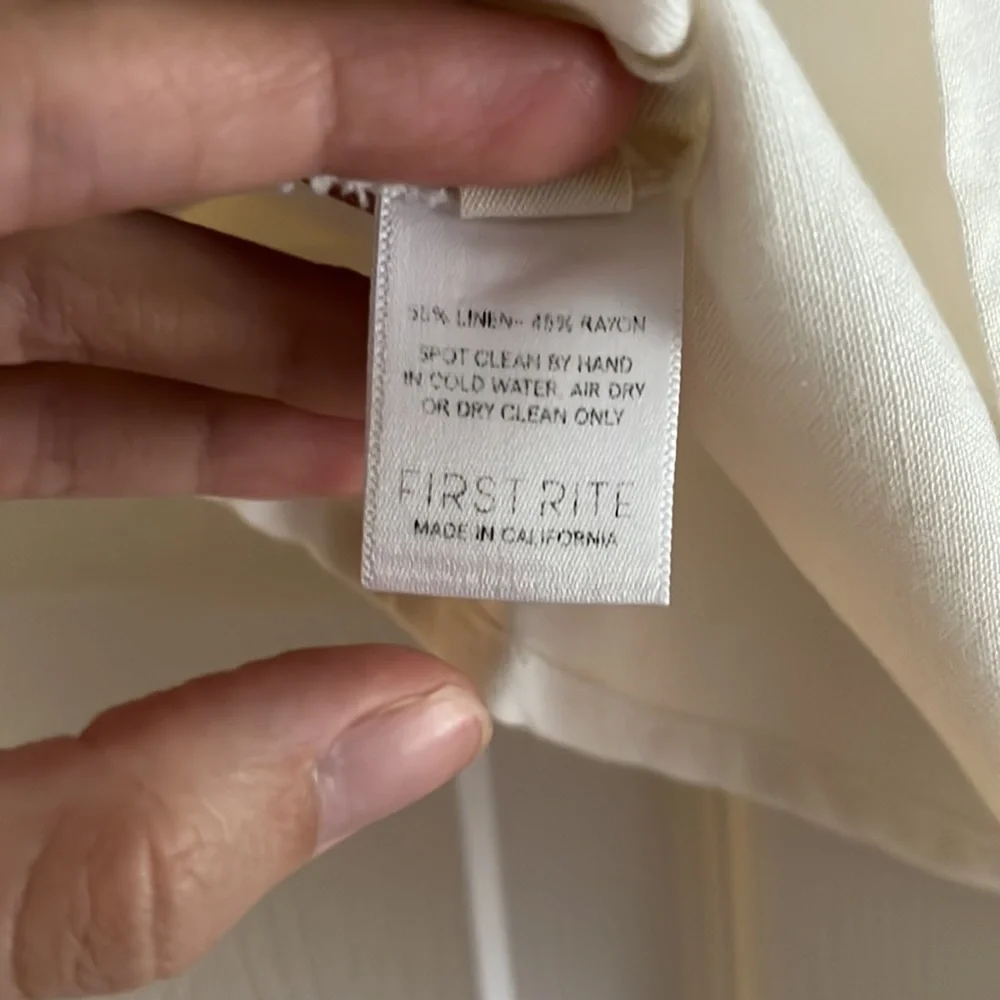 55% LINEN-- 45% RAYON
SPOT CLEAN BY HAND
IN COLD WATER, AIR DRY
OR DRY CLEAN ONLY
FIRST RITE
MADE IN CALIFORNIA